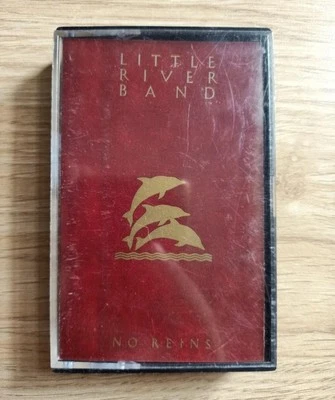 LITTLE
RIVER
BAND
NO REINS